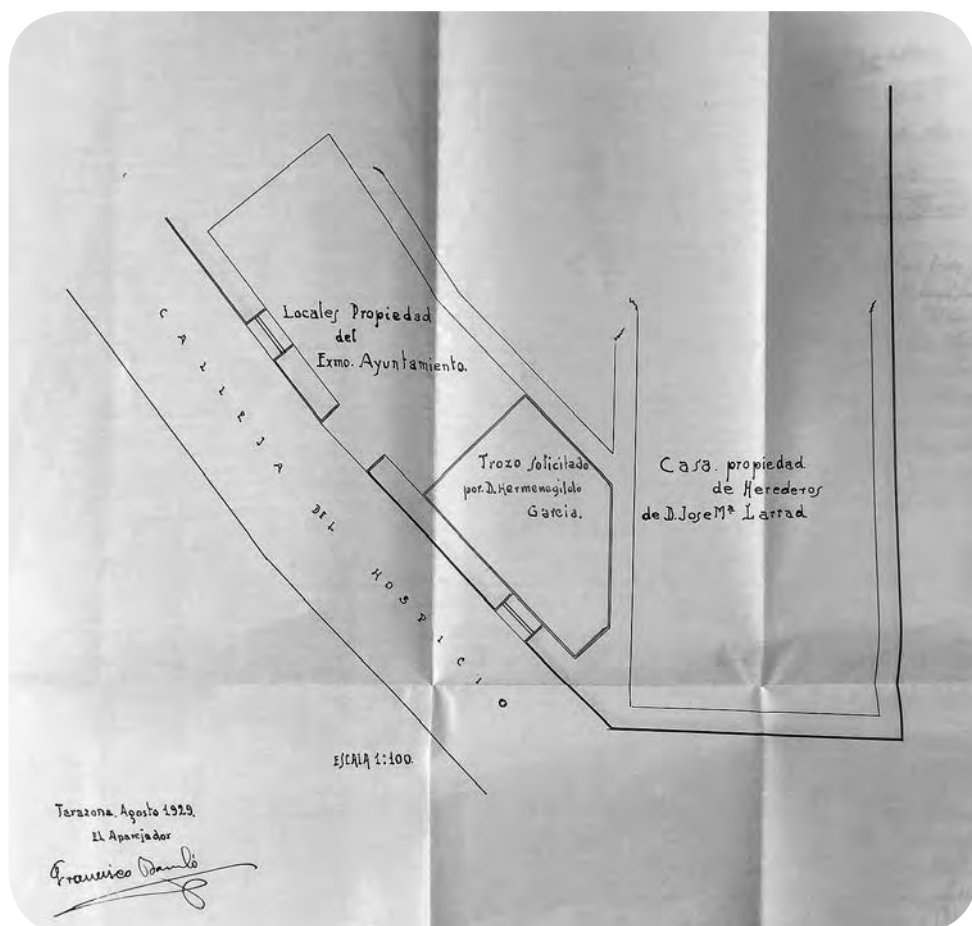 Locales Propiedad
del
Exmo. Ayuntamiento.
CALLEJA DEL HOSPICIO
Trozo solicitado
por D. Hermenegildo
Garcia.
Casa propiedad
de Herederos
de D. Jose Mª Larrad
ESCALA 1:100.
Tarazona, Agosto 1929.
El Aparejador
Francisco